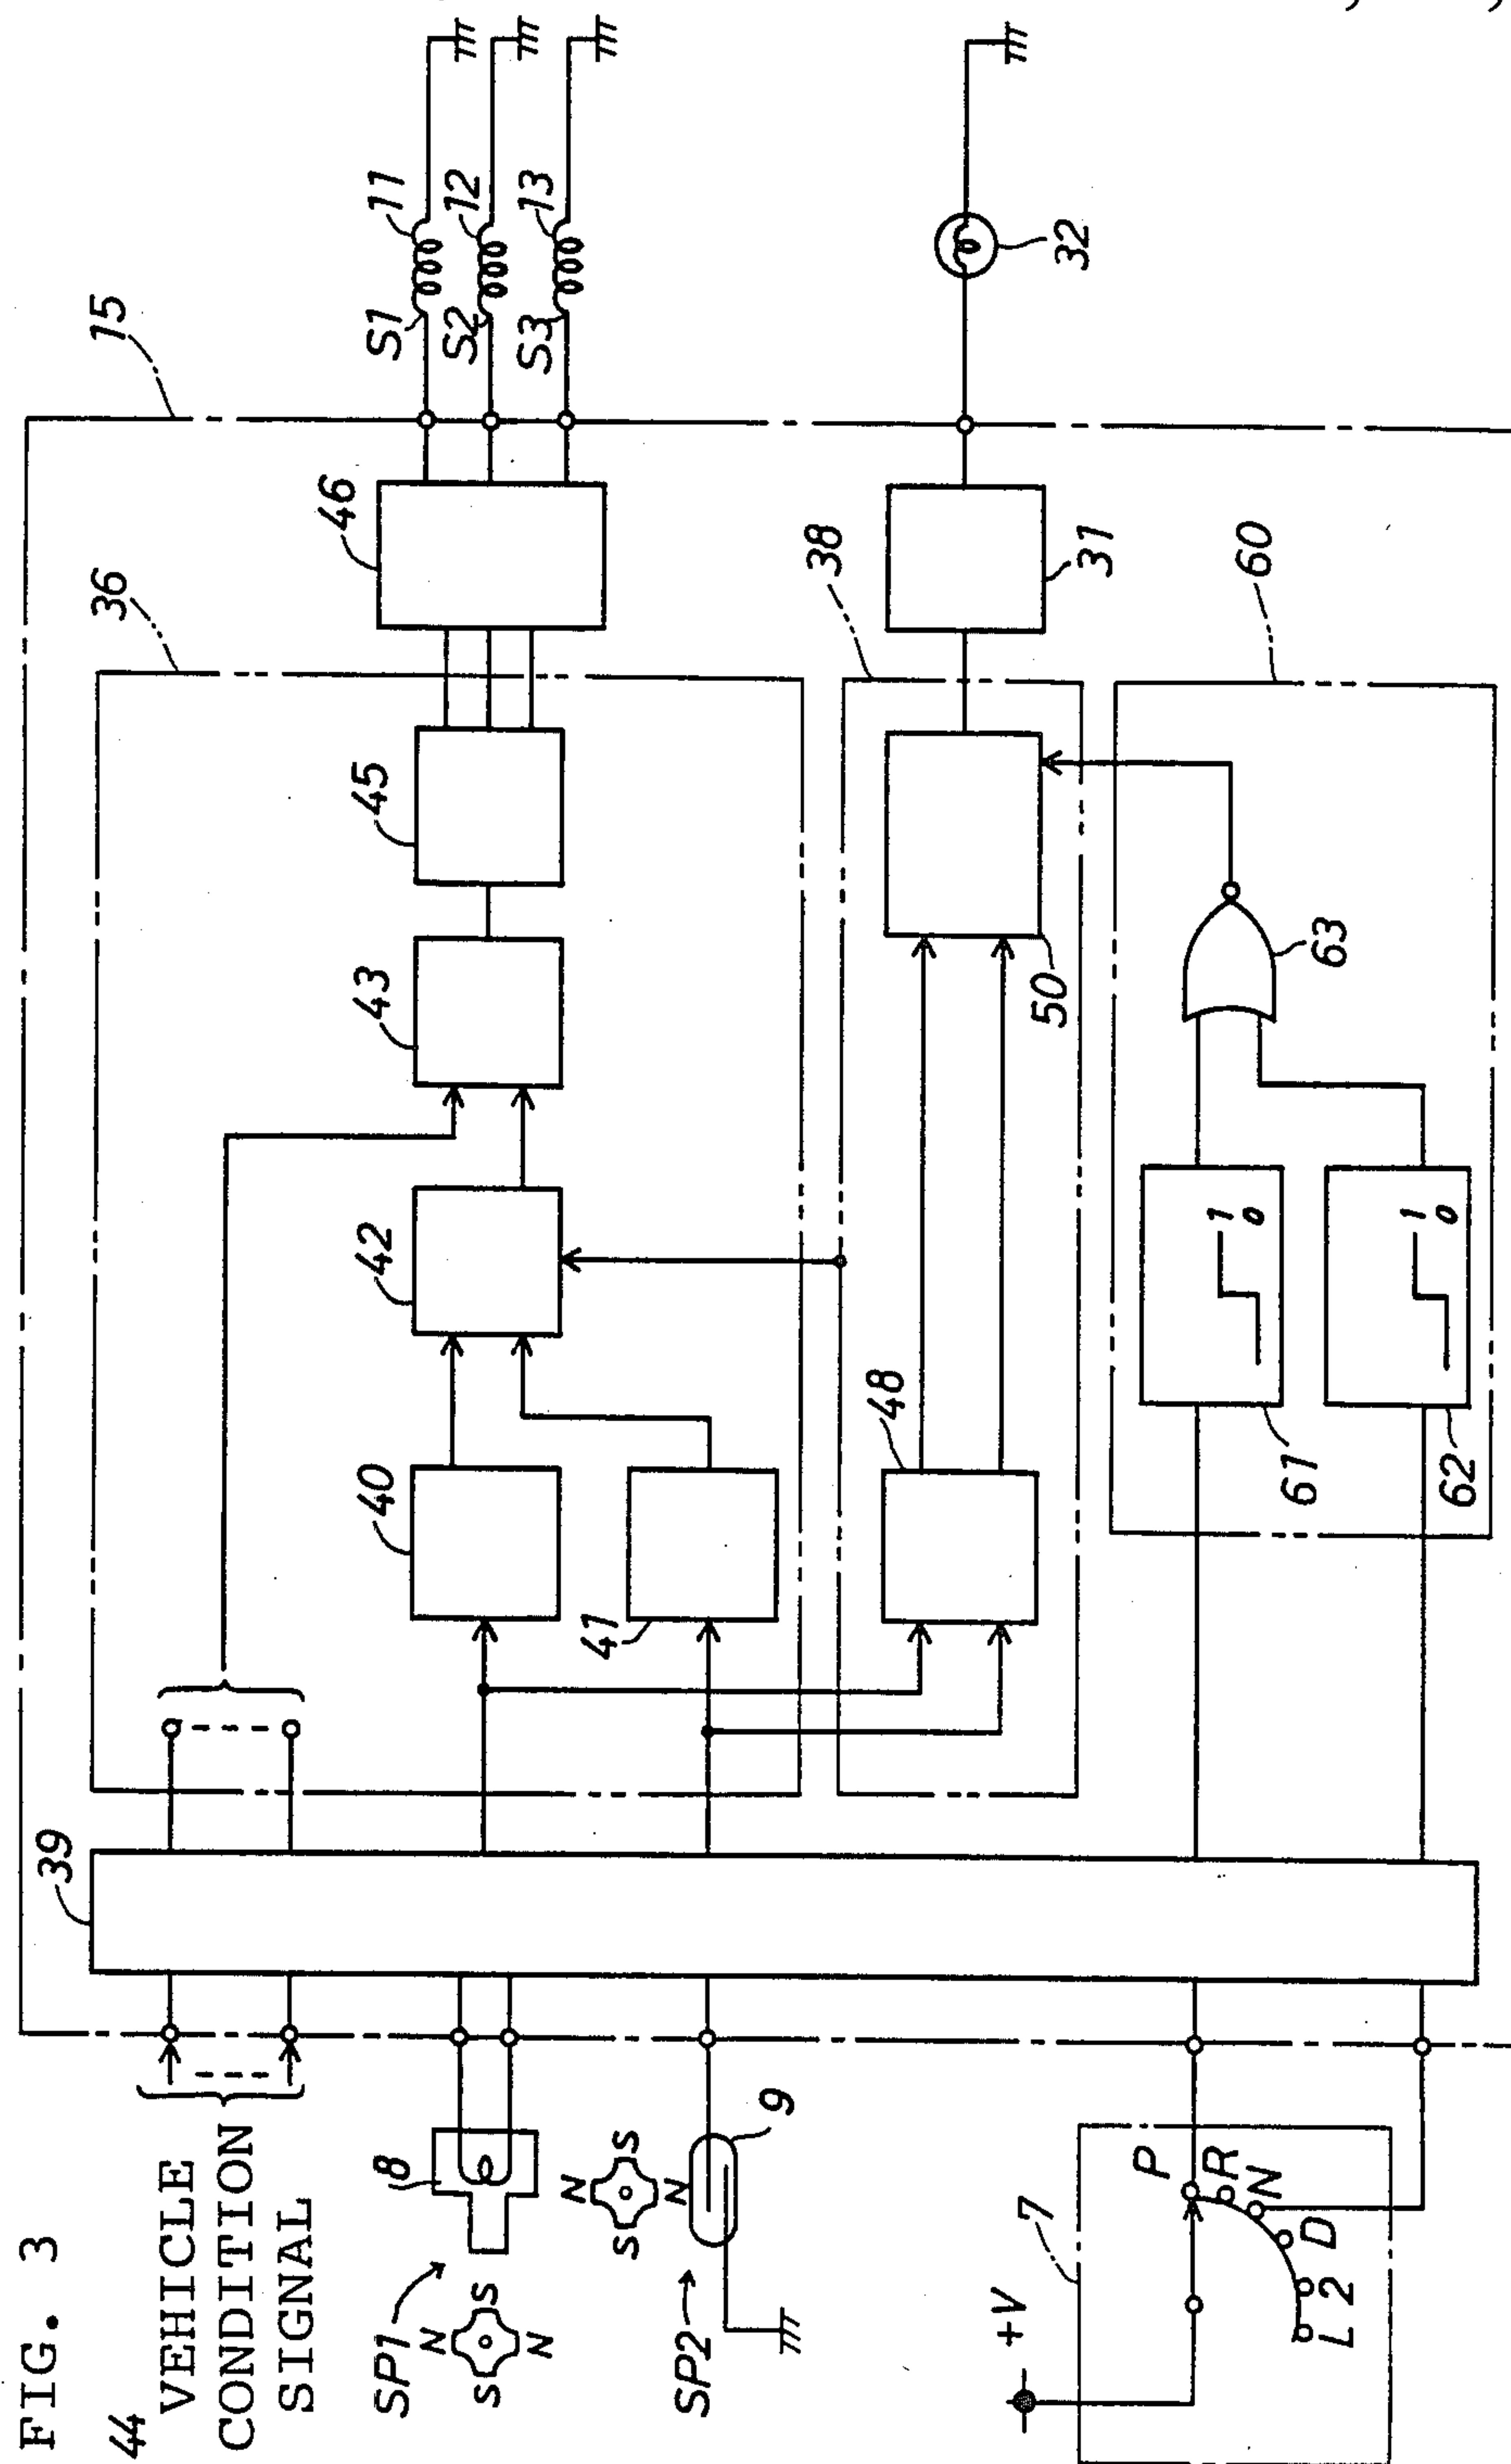 FIG. 3
44
VEHICLE
CONDITION
SIGNAL
39
15
36
46
S1
11
S2
12
S3
13
45
43
42
40
41
38
31
32
50
48
60
63
61
1
0
62
1
0
SP1
N
S
S
N
8
SP2
N
S
S
N
9
7
+V
P
R
N
D
2
L